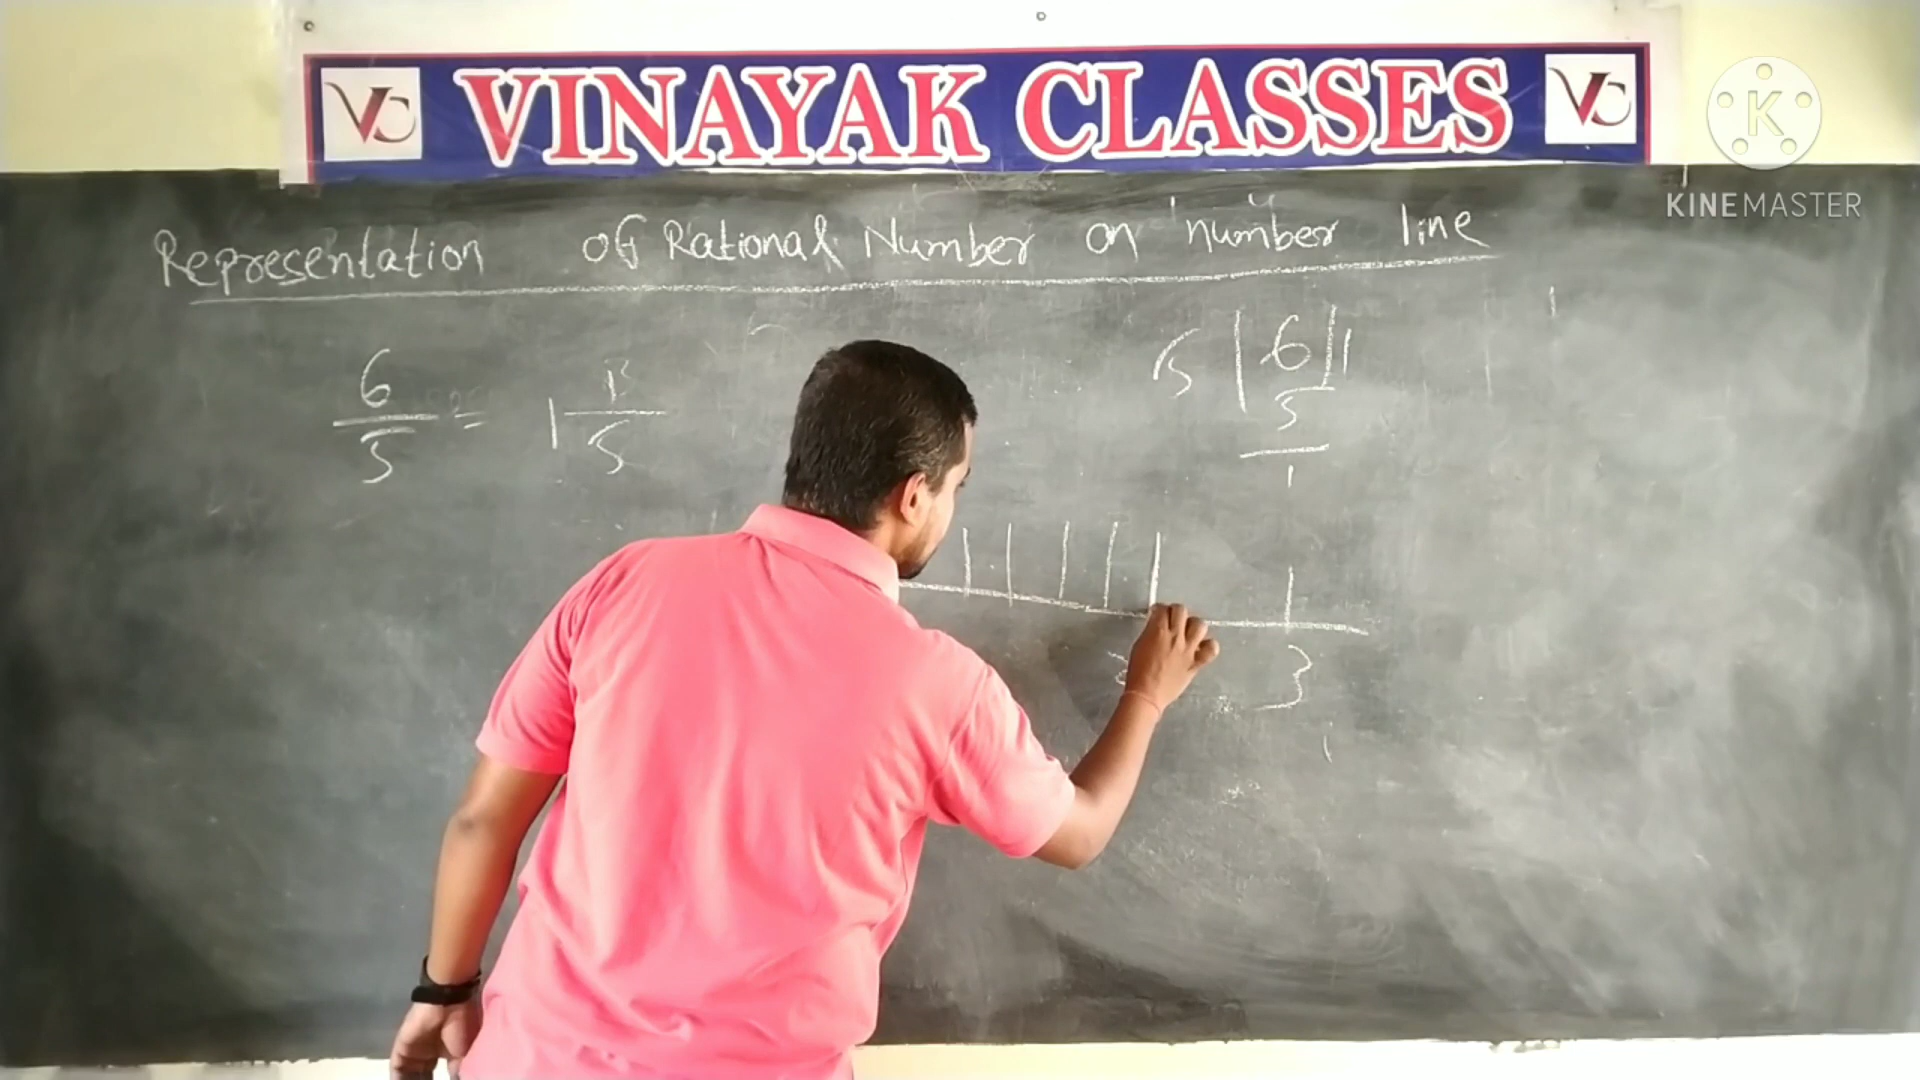 VC VINAYAK CLASSES VC
K
KINEMASTER
Representation of Rational Number on number line
6/5 = 1 1/5
5 | 6 | 1
5
1
3